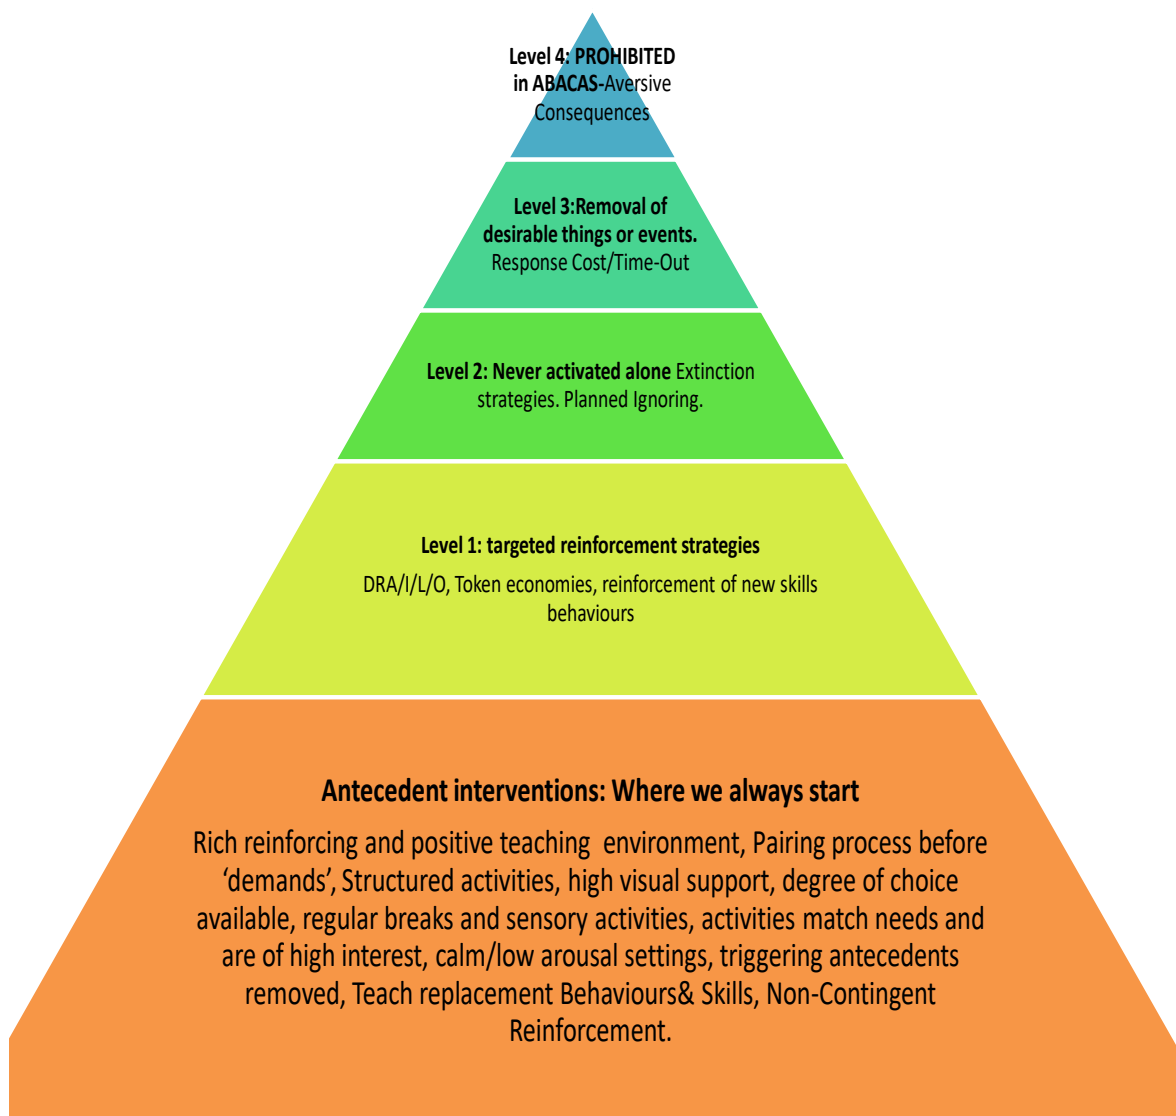 Level 4: PROHIBITED
in ABACAS-Aversive
Consequences
Level 3:Removal of
desirable things or events.
Response Cost/Time-Out
Level 2: Never activated alone Extinction
strategies. Planned Ignoring.
Level 1: targeted reinforcement strategies
DRA/I/L/O, Token economies, reinforcement of new skills
behaviours
Antecedent interventions: Where we always start
Rich reinforcing and positive teaching  environment, Pairing process before
‘demands’, Structured activities, high visual support, degree of choice
available, regular breaks and sensory activities, activities match needs and
are of high interest, calm/low arousal settings, triggering antecedents
removed, Teach replacement Behaviours& Skills, Non-Contingent
Reinforcement.